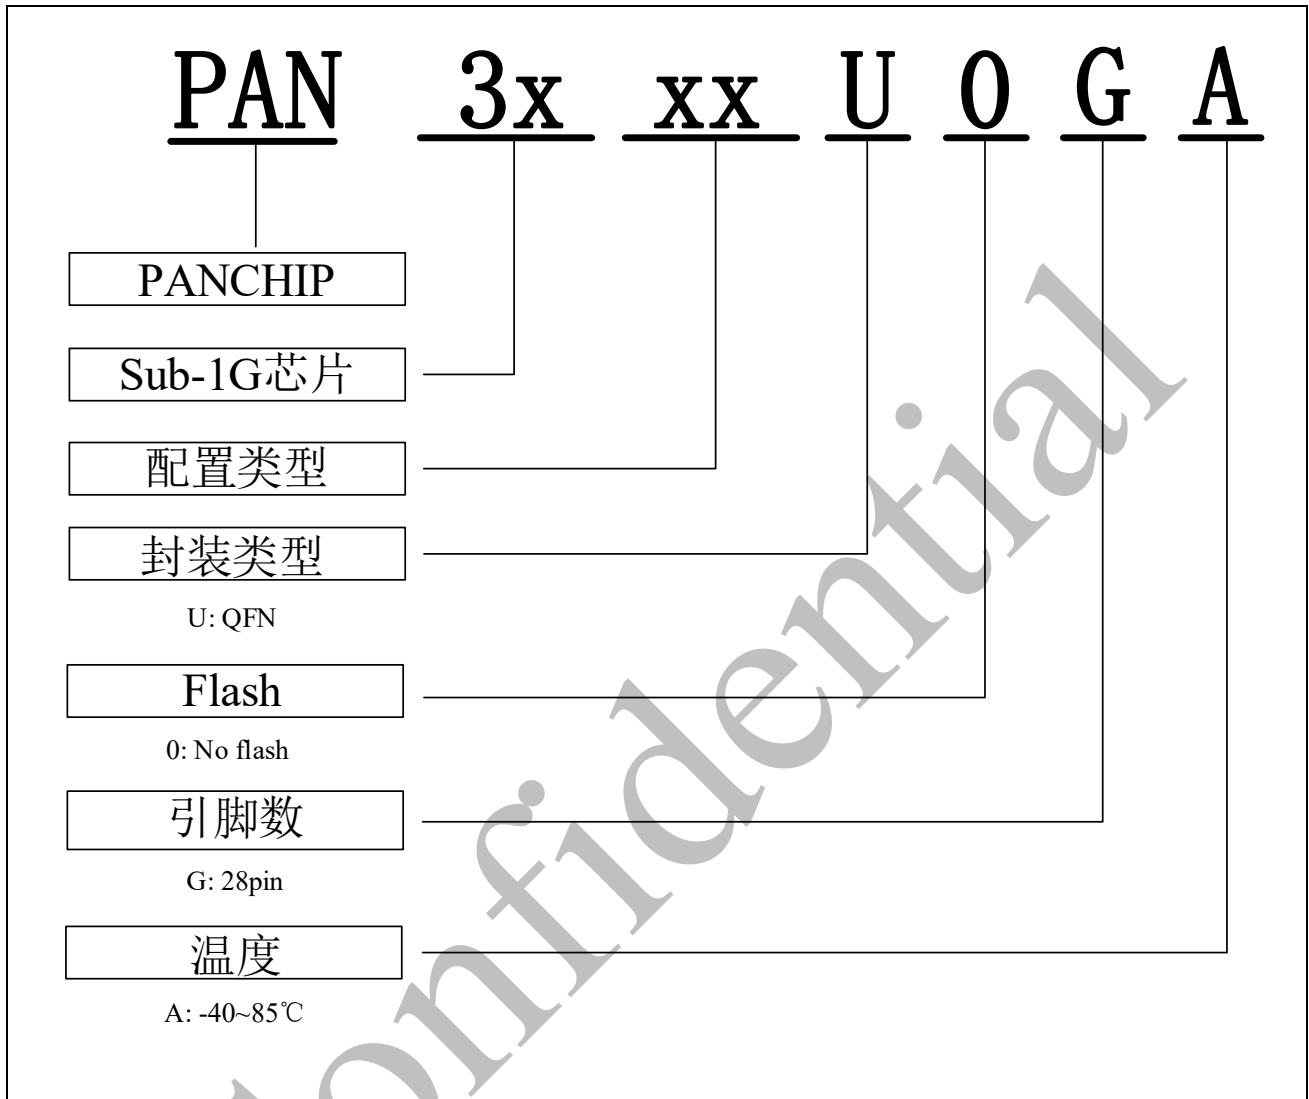 PAN 3x xx U 0 G A
PANCHIP
Sub-1G芯片
配置类型
封装类型
U: QFN
Flash
0: No flash
引脚数
G: 28pin
温度
A: -40~85℃
onfidential